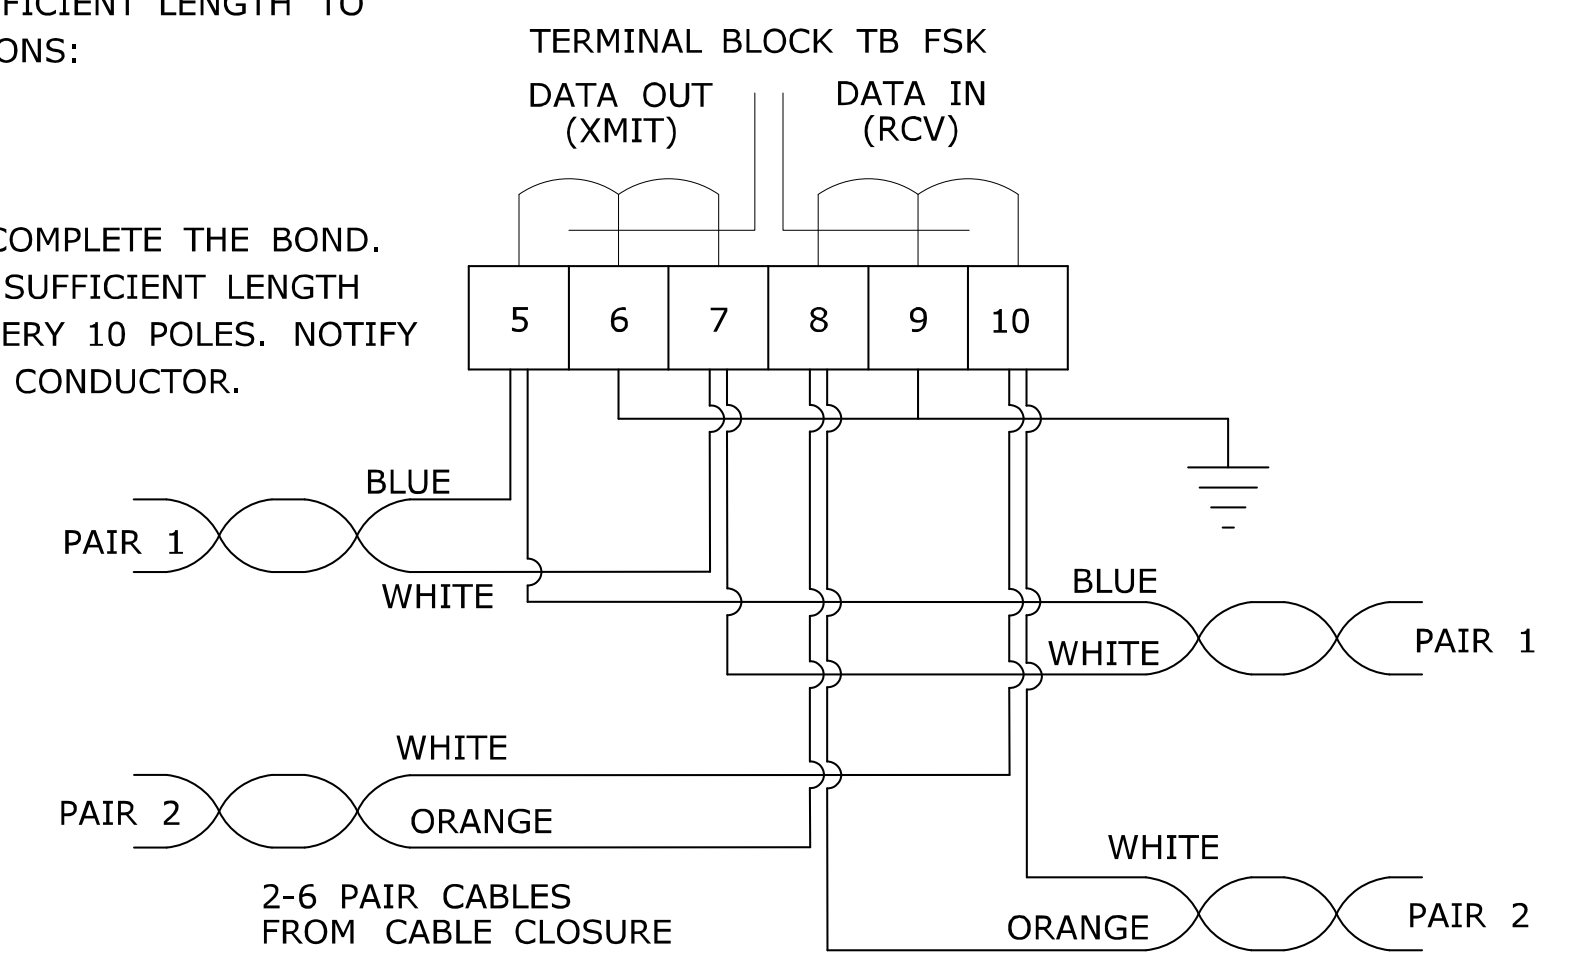 LENGTH TO
ONS:
COMPLETE THE BOND.
SUFFICIENT LENGTH
ERY 10 POLES. NOTIFY
CONDUCTOR.
TERMINAL BLOCK TB FSK
DATA OUT
(XMIT)
DATA IN
(RCV)
5 6 7 8 9 10
BLUE
PAIR 1
WHITE
BLUE
WHITE
PAIR 1
WHITE
PAIR 2
ORANGE
2-6 PAIR CABLES
FROM CABLE CLOSURE
WHITE
ORANGE
PAIR 2